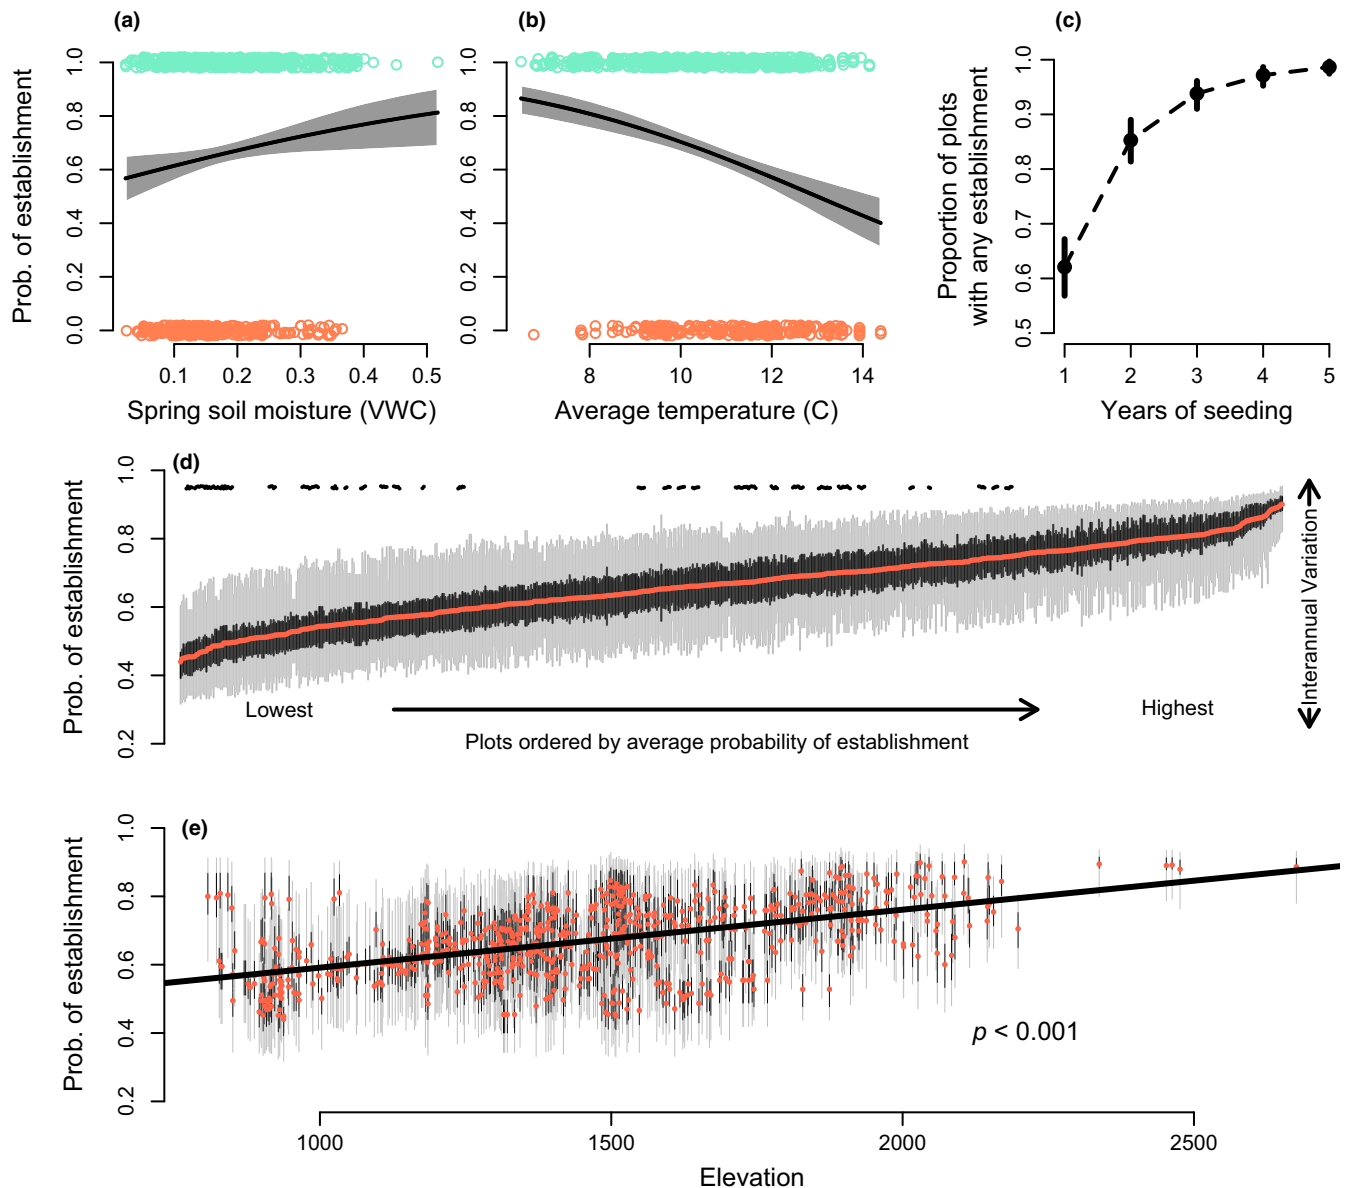 (a)
Prob. of establishment
0.0 0.2 0.4 0.6 0.8 1.0
0.1 0.2 0.3 0.4 0.5
Spring soil moisture (VWC)
(b)
0.0 0.2 0.4 0.6 0.8 1.0
8 10 12 14
Average temperature (C)
(c)
Proportion of plots
with any establishment
0.5 0.6 0.7 0.8 0.9 1.0
1 2 3 4 5
Years of seeding
(d)
Prob. of establishment
0.2 0.4 0.6 0.8 1.0
Lowest
Highest
Plots ordered by average probability of establishment
Interannual Variation
(e)
Prob. of establishment
0.2 0.4 0.6 0.8 1.0
p < 0.001
1000 1500 2000 2500
Elevation